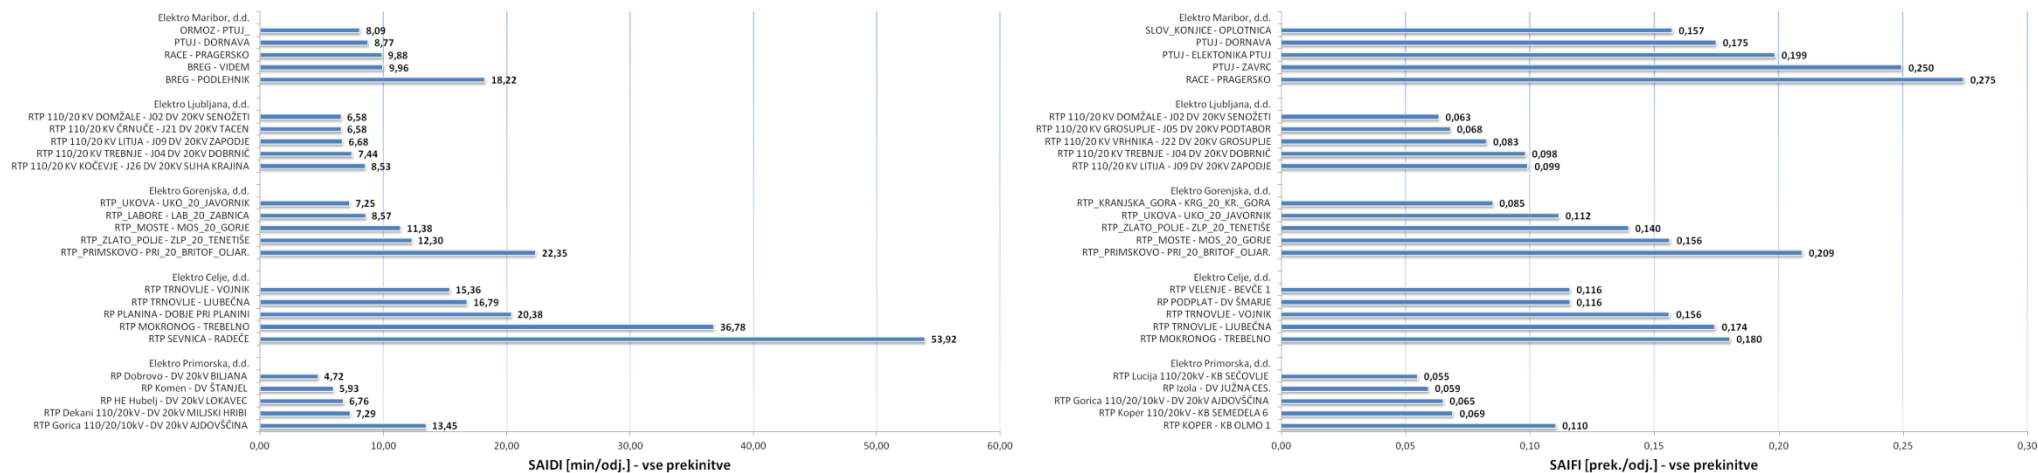 Elektro Maribor, d.d.
ORMOZ - PTUJ_ 8,09
PTUJ - DORNAVA 8,77
RACE - PRAGERSKO 9,88
BREG - VIDEM 9,96
BREG - PODLEHNIK 18,22
Elektro Ljubljana, d.d.
RTP 110/20 KV DOMŽALE - J02 DV 20KV SENOŽETI 6,58
RTP 110/20 KV ČRNUČE - J21 DV 20KV TACEN 6,58
RTP 110/20 KV LITIJA - J09 DV 20KV ZAPODJE 6,68
RTP 110/20 KV TREBNJE - J04 DV 20KV DOBRNIČ 7,44
RTP 110/20 KV KOČEVJE - J26 DV 20KV SUHA KRAJINA 8,53
Elektro Gorenjska, d.d.
RTP_UKOVA - UKO_20_JAVORNIK 7,25
RTP_LABORE - LAB_20_ZABNICA 8,57
RTP_MOSTE - MOS_20_GORJE 11,38
RTP_ZLATO_POLJE - ZLP_20_TENETIŠE 12,30
RTP_PRIMSKOVO - PRI_20_BRITOF_OLJAR. 22,35
Elektro Celje, d.d.
RTP TRNOVLJE - VOJNIK 15,36
RTP TRNOVLJE - LJUBEČNA 16,79
RP PLANINA - DOBJE PRI PLANINI 20,38
RTP MOKRONOG - TREBELNO 36,78
RTP SEVNICA - RADEČE 53,92
Elektro Primorska, d.d.
RP Dobrovo - DV 20kV BILJANA 4,72
RP Komen - DV ŠTANJEL 5,93
RP HE Hubelj - DV 20kV LOKAVEC 6,76
RTP Dekani 110/20kV - DV 20kV MILJSKI HRIBI 7,29
RTP Gorica 110/20/10kV - DV 20kV AJDOVŠČINA 13,45
0,00 10,00 20,00 30,00 40,00 50,00 60,00
SAIDI [min/odj.] - vse prekinitve
Elektro Maribor, d.d.
SLOV_KONJICE - OPLOTNICA 0,157
PTUJ - DORNAVA 0,175
PTUJ - ELEKTONIKA PTUJ 0,199
PTUJ - ZAVRC 0,250
RACE - PRAGERSKO 0,275
Elektro Ljubljana, d.d.
RTP 110/20 KV DOMŽALE - J02 DV 20KV SENOŽETI 0,063
RTP 110/20 KV GROSUPLJE - J05 DV 20KV PODTABOR 0,068
RTP 110/20 KV VRHNIKA - J22 DV 20KV GROSUPLJE 0,083
RTP 110/20 KV TREBNJE - J04 DV 20KV DOBRNIČ 0,098
RTP 110/20 KV LITIJA - J09 DV 20KV ZAPODJE 0,099
Elektro Gorenjska, d.d.
RTP_KRANJSKA_GORA - KRG_20_KR._GORA 0,085
RTP_UKOVA - UKO_20_JAVORNIK 0,112
RTP_ZLATO_POLJE - ZLP_20_TENETIŠE 0,140
RTP_MOSTE - MOS_20_GORJE 0,156
RTP_PRIMSKOVO - PRI_20_BRITOF_OLJAR. 0,209
Elektro Celje, d.d.
RTP VELENJE - BEVČE 1 0,116
RP PODPLAT - DV ŠMARJE 0,116
RTP TRNOVLJE - VOJNIK 0,156
RTP TRNOVLJE - LJUBEČNA 0,174
RTP MOKRONOG - TREBELNO 0,180
Elektro Primorska, d.d.
RTP Lucija 110/20kV - KB SEČOVLJE 0,055
RP Izola - DV JUŽNA CES. 0,059
RTP Gorica 110/20/10kV - DV 20kV AJDOVŠČINA 0,065
RTP Koper 110/20kV - KB SEMEDELA 6 0,069
RTP KOPER - KB OLMO 1 0,110
0,00 0,05 0,10 0,15 0,20 0,25 0,30
SAIFI [prek./odj.] - vse prekinitve